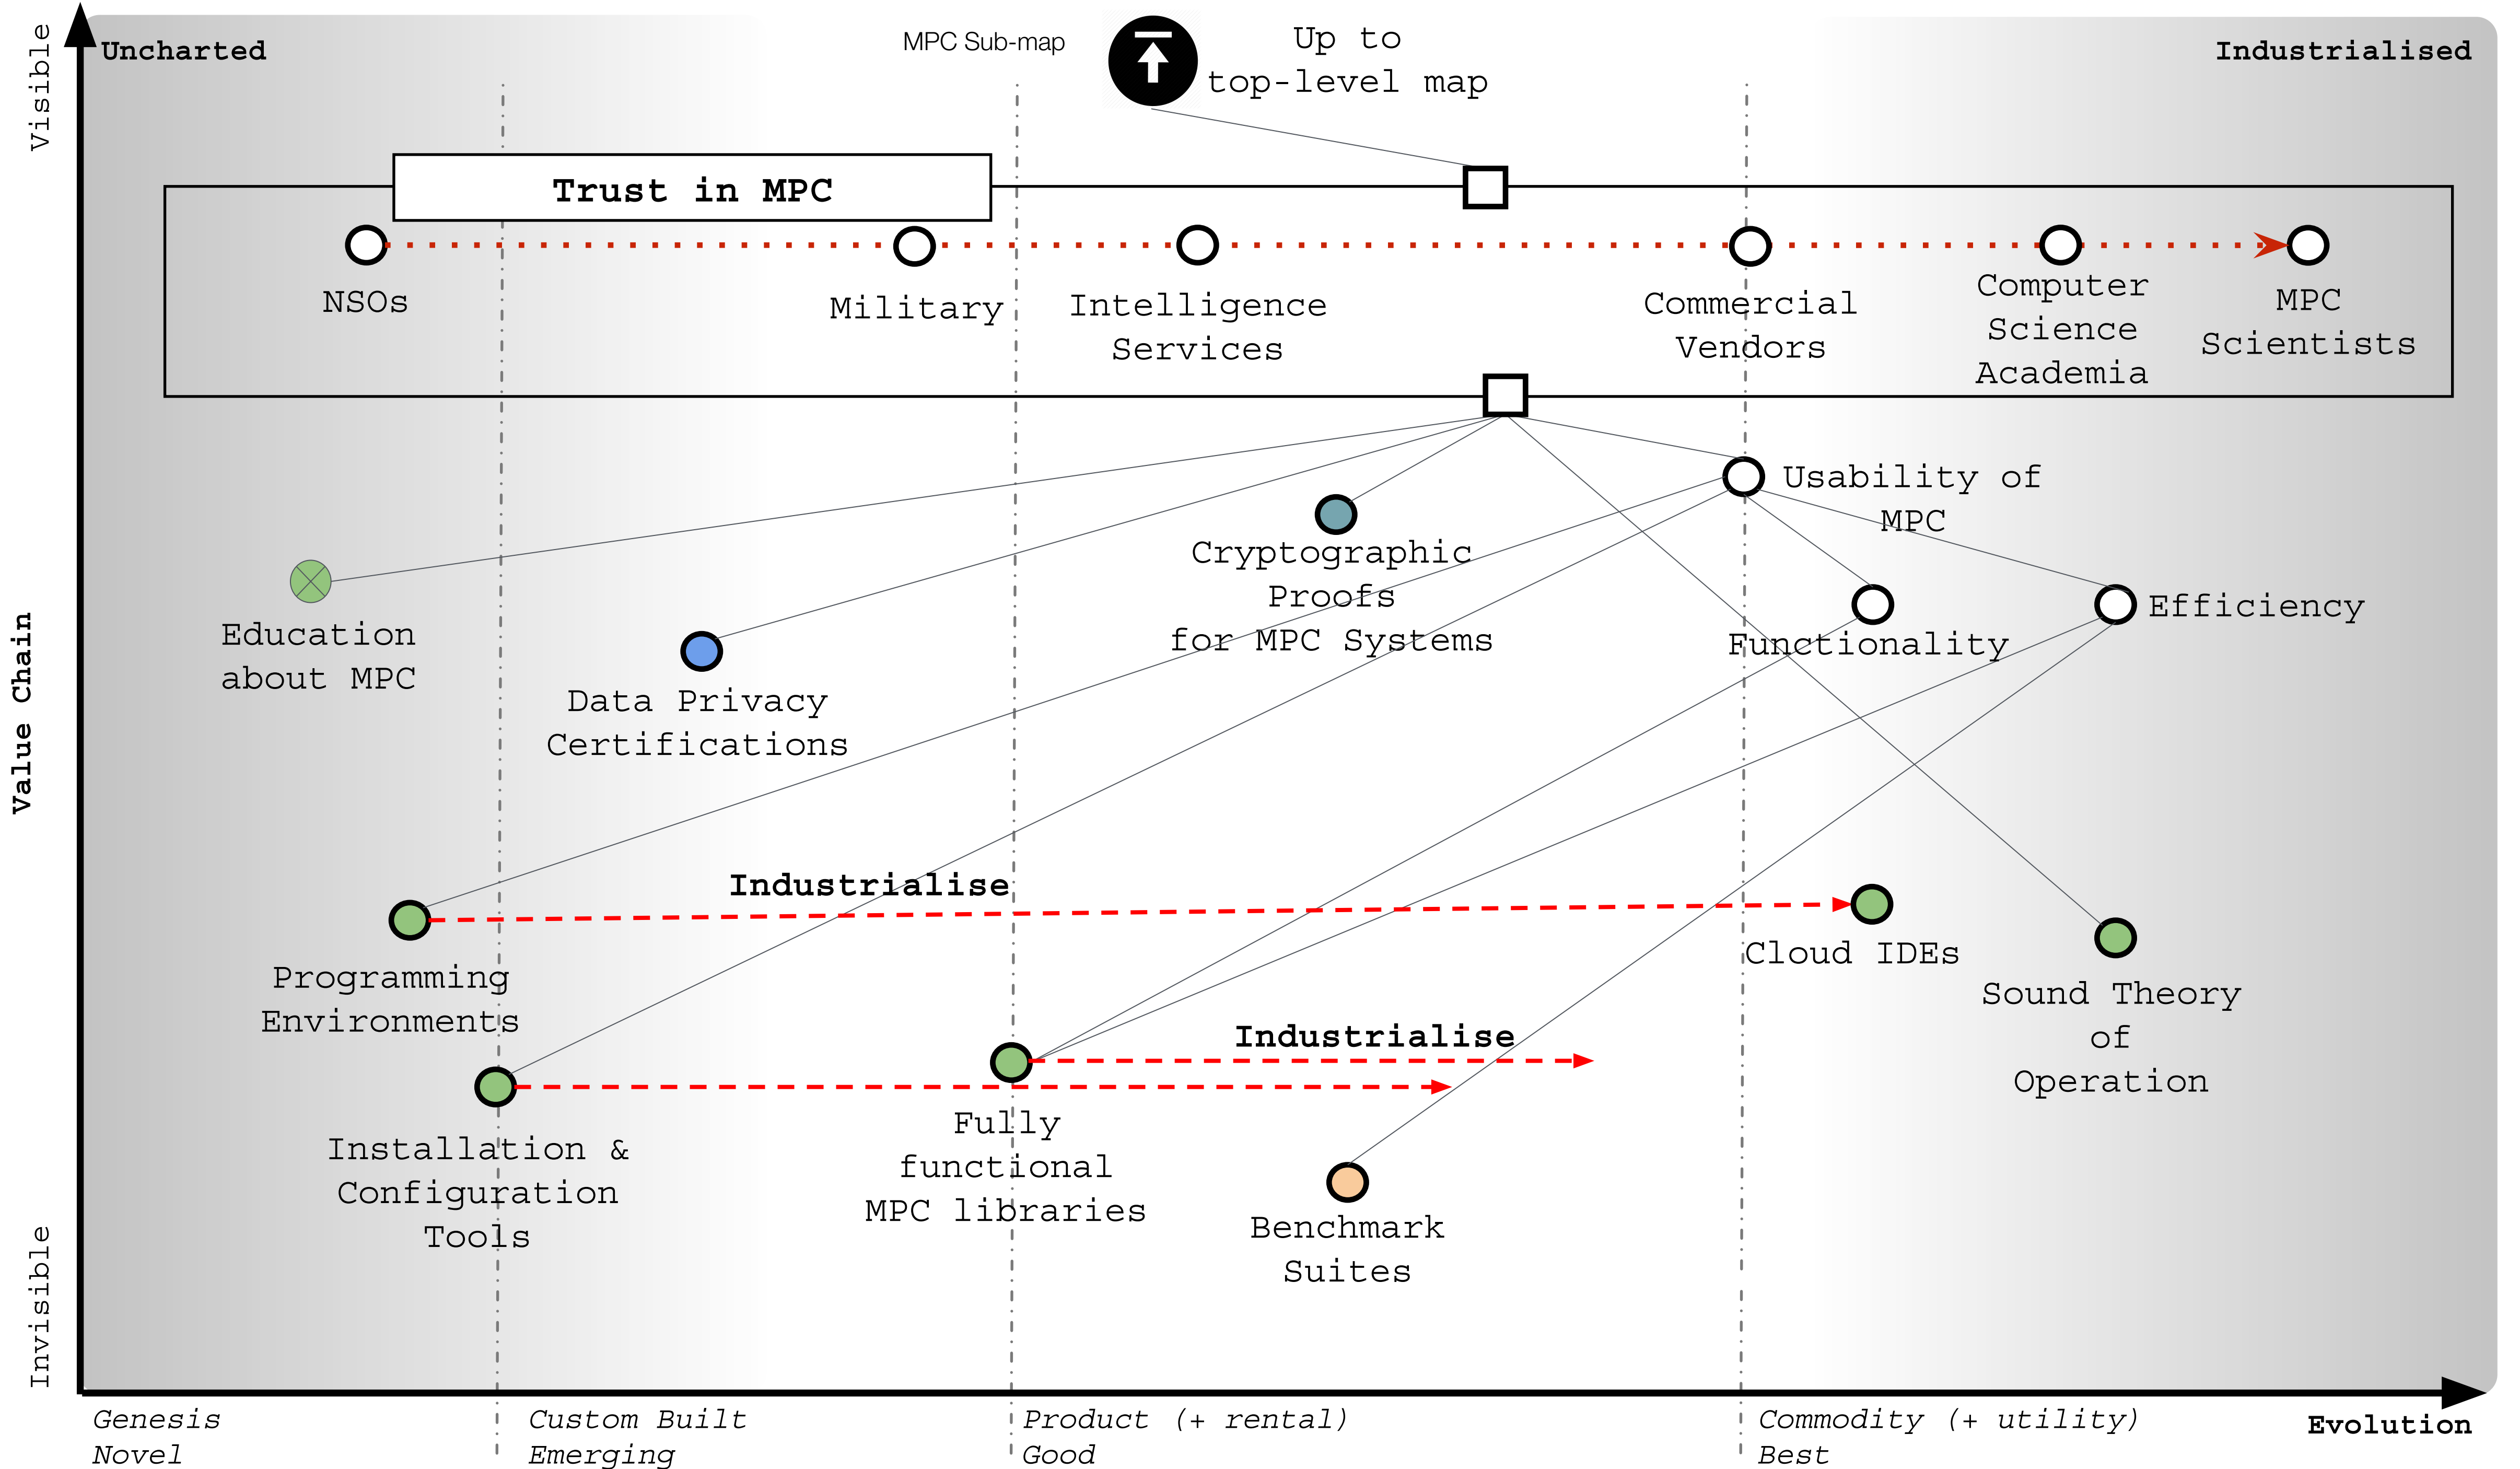 Visible
Uncharted
MPC Sub-map
Up to
top-level map
Industrialised
Trust in MPC
NSOs
Military
Intelligence
Services
Commercial
Vendors
Computer
Science
Academia
MPC
Scientists
Usability of
MPC
Cryptographic
Proofs
for MPC Systems
Education
about MPC
Functionality
Efficiency
Data Privacy
Certifications
Value Chain
Industrialise
Programming
Environments
Cloud IDEs
Sound Theory
of
Operation
Industrialise
Installation &
Configuration
Tools
Fully
functional
MPC libraries
Benchmark
Suites
Invisible
Genesis
Novel
Custom Built
Emerging
Product (+ rental)
Good
Commodity (+ utility)
Best
Evolution